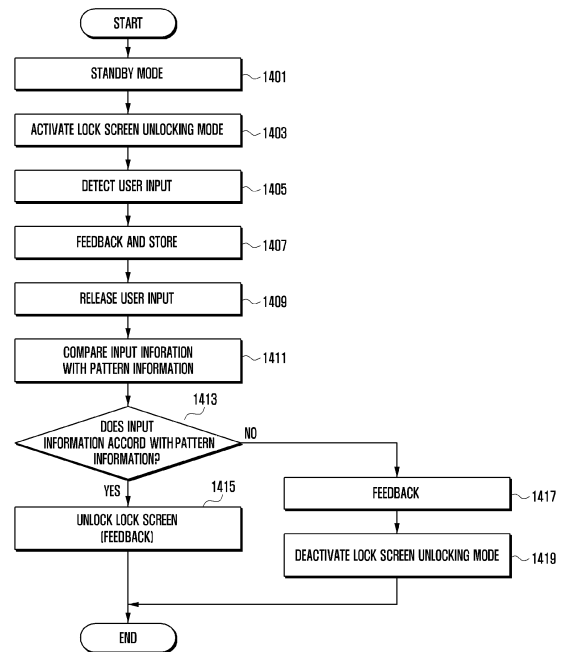 START
STANDBY MODE
1401
ACTIVATE LOCK SCREEN UNLOCKING MODE
1403
DETECT USER INPUT
1405
FEEDBACK AND STORE
1407
RELEASE USER INPUT
1409
COMPARE INPUT INFORATION
WITH PATTERN INFORMATION
1411
1413
DOES INPUT
INFORMATION ACCORD WITH PATTERN
INFORMATION?
NO
YES
1415
UNLOCK LOCK SCREEN
(FEEDBACK)
FEEDBACK
1417
DEACTIVATE LOCK SCREEN UNLOCKING MODE
1419
END